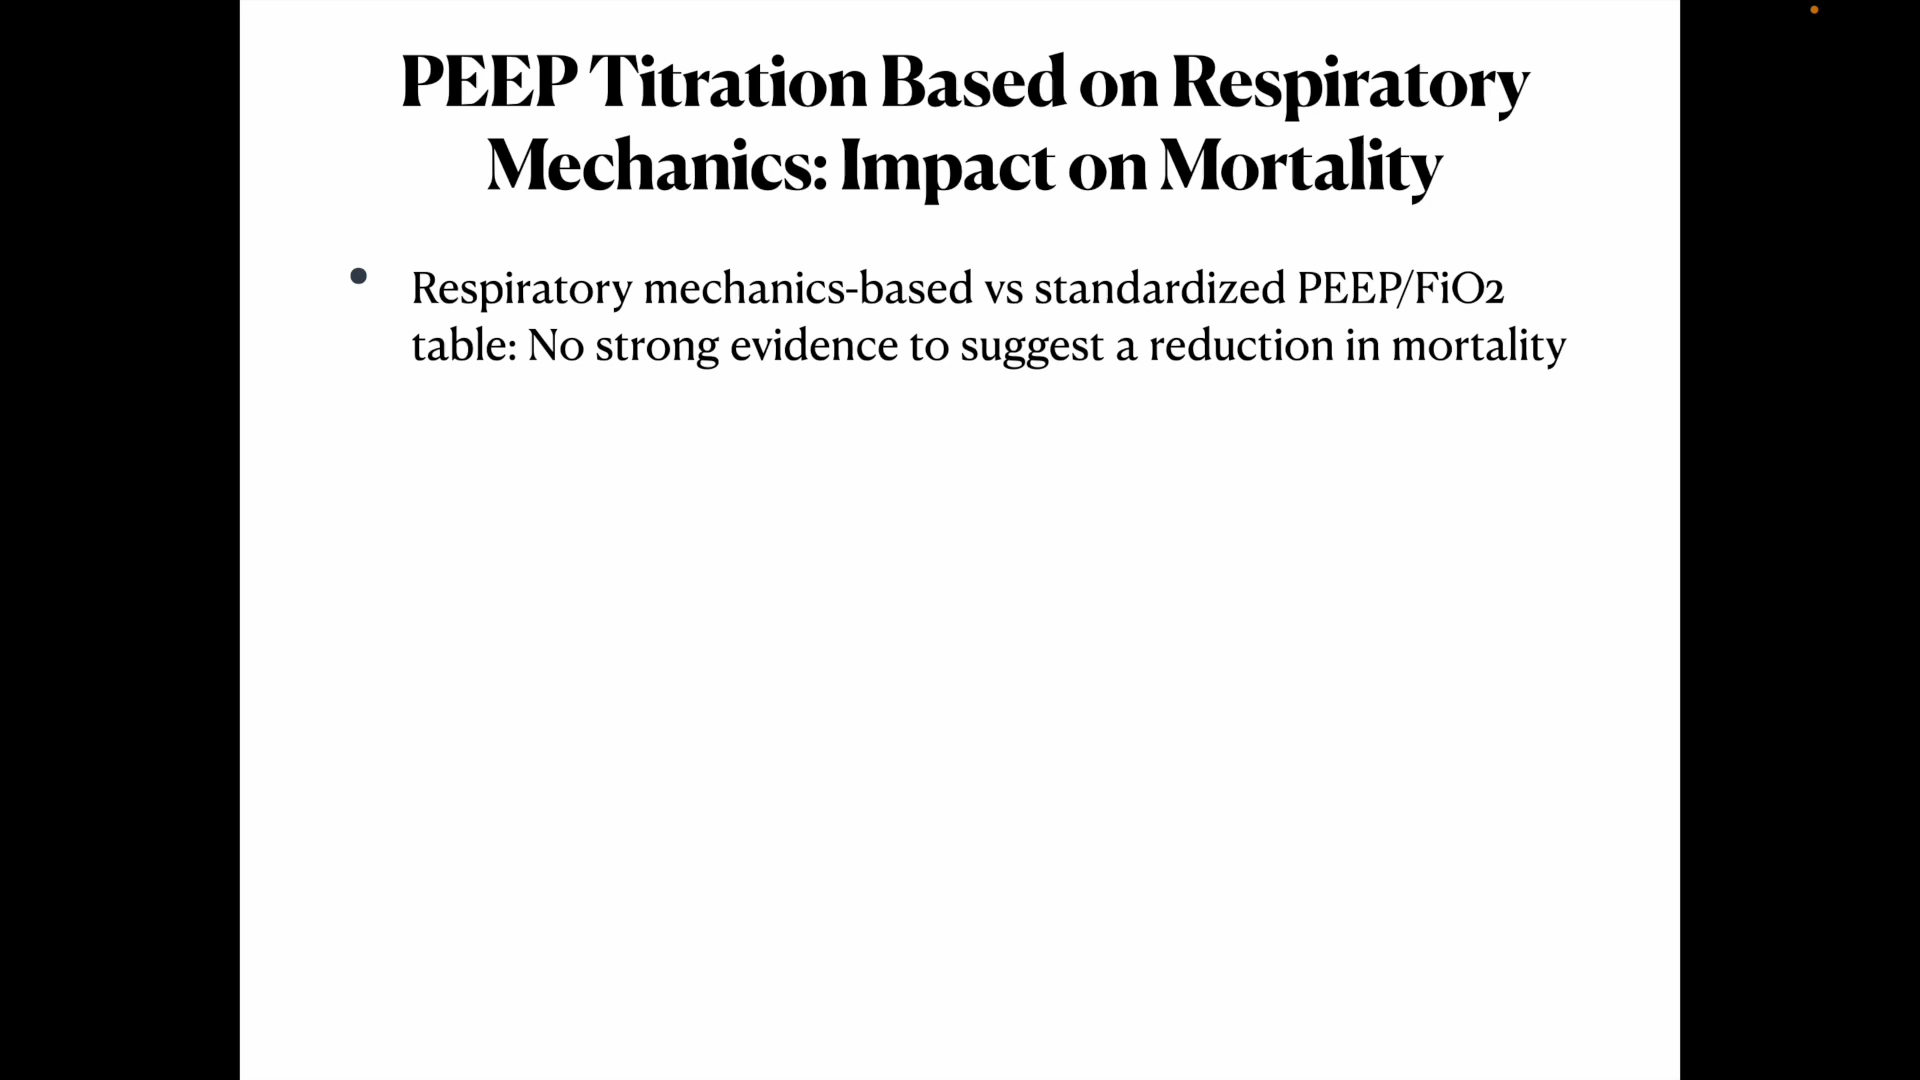 PEEP Titration Based on Respiratory
Mechanics: Impact on Mortality
• Respiratory mechanics-based vs standardized PEEP/FiO2
table: No strong evidence to suggest a reduction in mortality